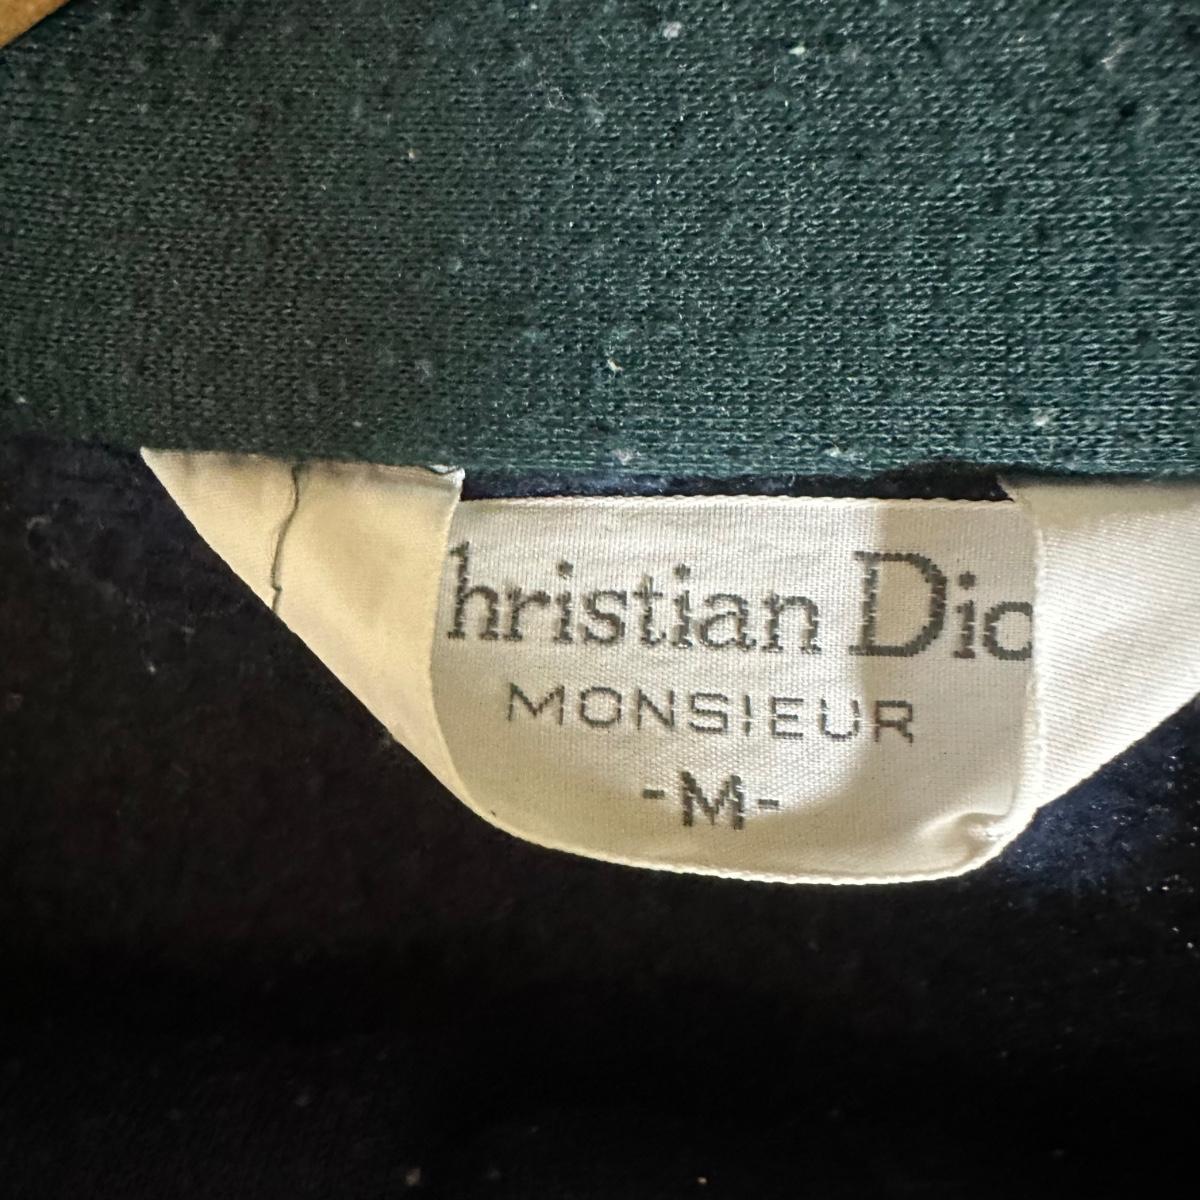 hristian Dio
MONSIEUR
-M-